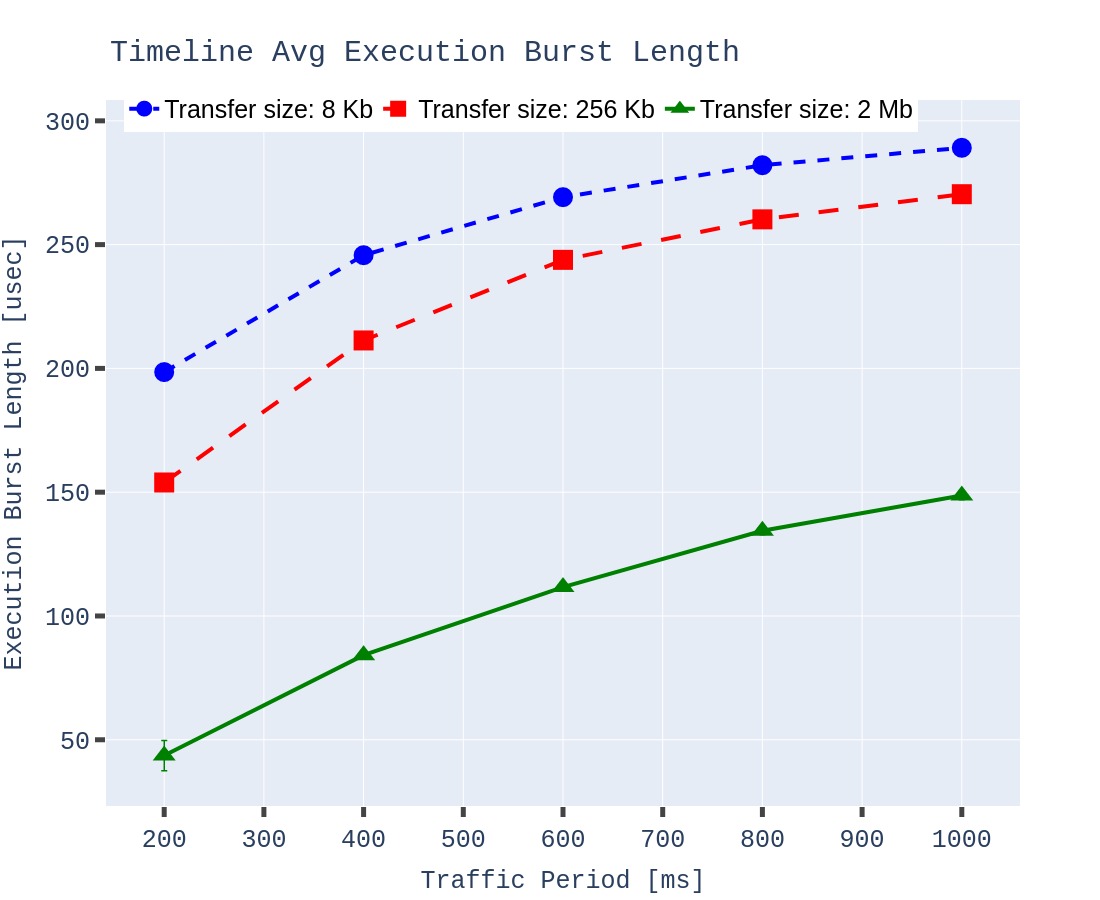 Timeline Avg Execution Burst Length
Transfer size: 8 Kb Transfer size: 256 Kb Transfer size: 2 Mb
300
250
200
150
100
50
Execution Burst Length [usec]
200 300 400 500 600 700 800 900 1000
Traffic Period [ms]